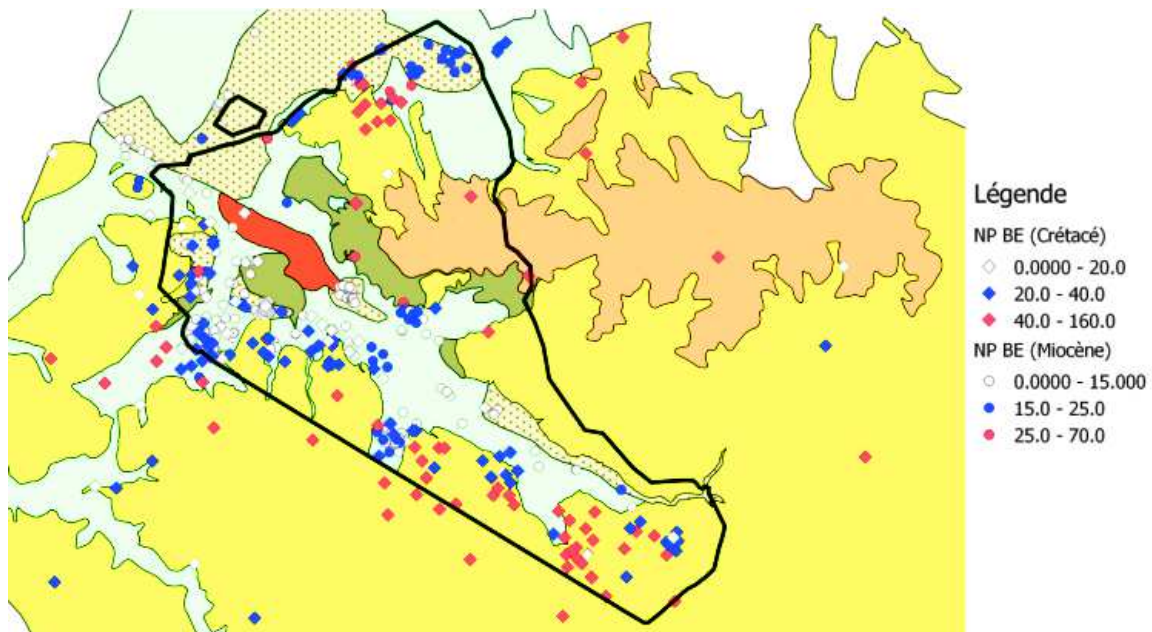 Légende
NP BE (Crétacé)
0.0000 - 20.0
20.0 - 40.0
40.0 - 160.0
NP BE (Miocène)
0.0000 - 15.000
15.0 - 25.0
25.0 - 70.0